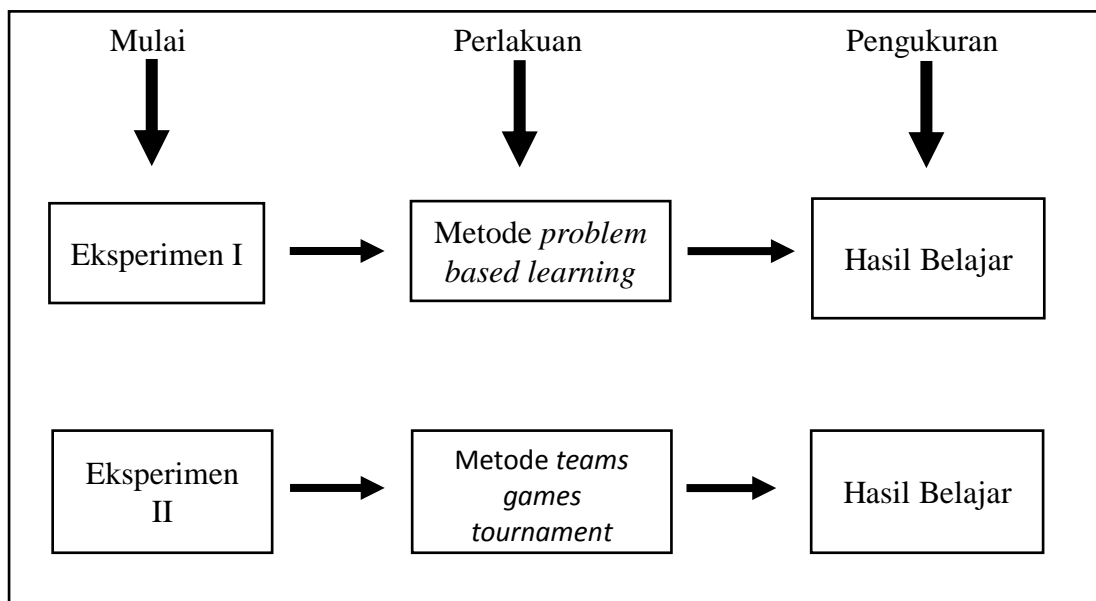 Mulai
Perlakuan
Pengukuran
Eksperimen I
Metode problem
based learning
Hasil Belajar
Eksperimen
II
Metode teams
games
tournament
Hasil Belajar